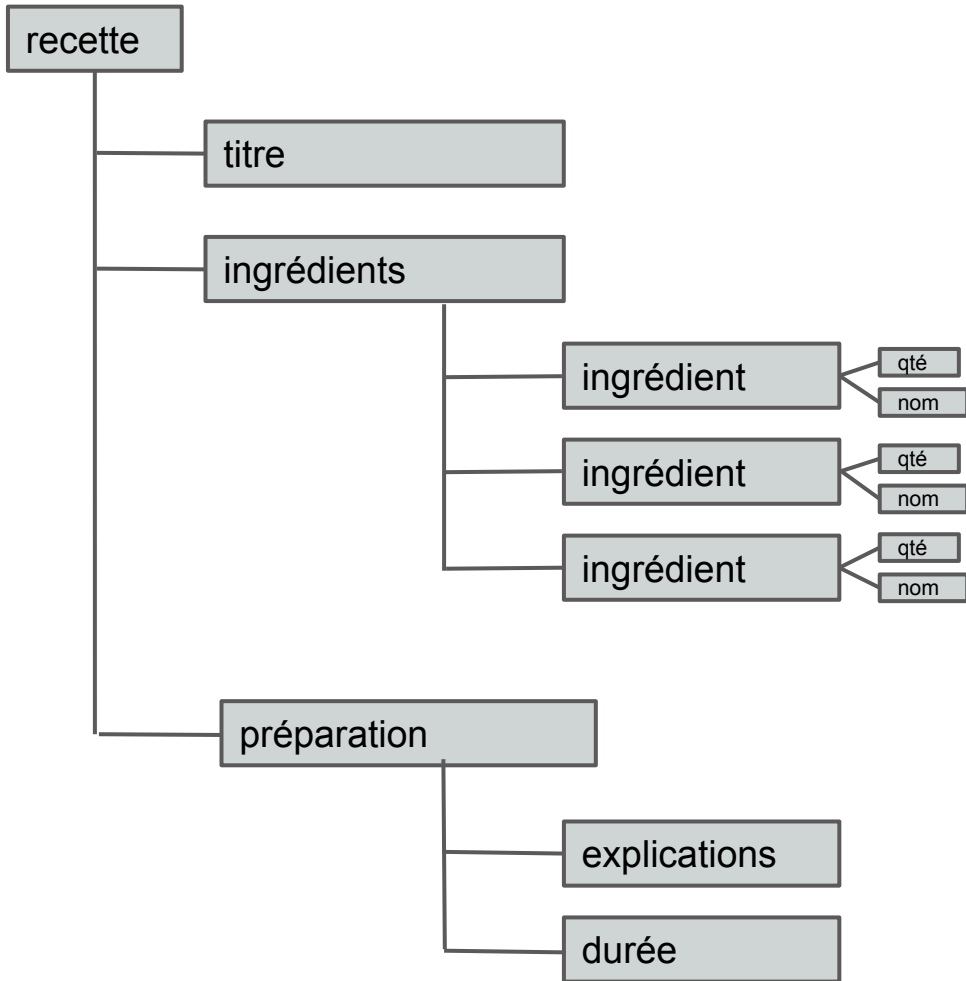 recette
titre
ingrédients
ingrédient
qté
nom
ingrédient
qté
nom
ingrédient
qté
nom
préparation
explications
durée